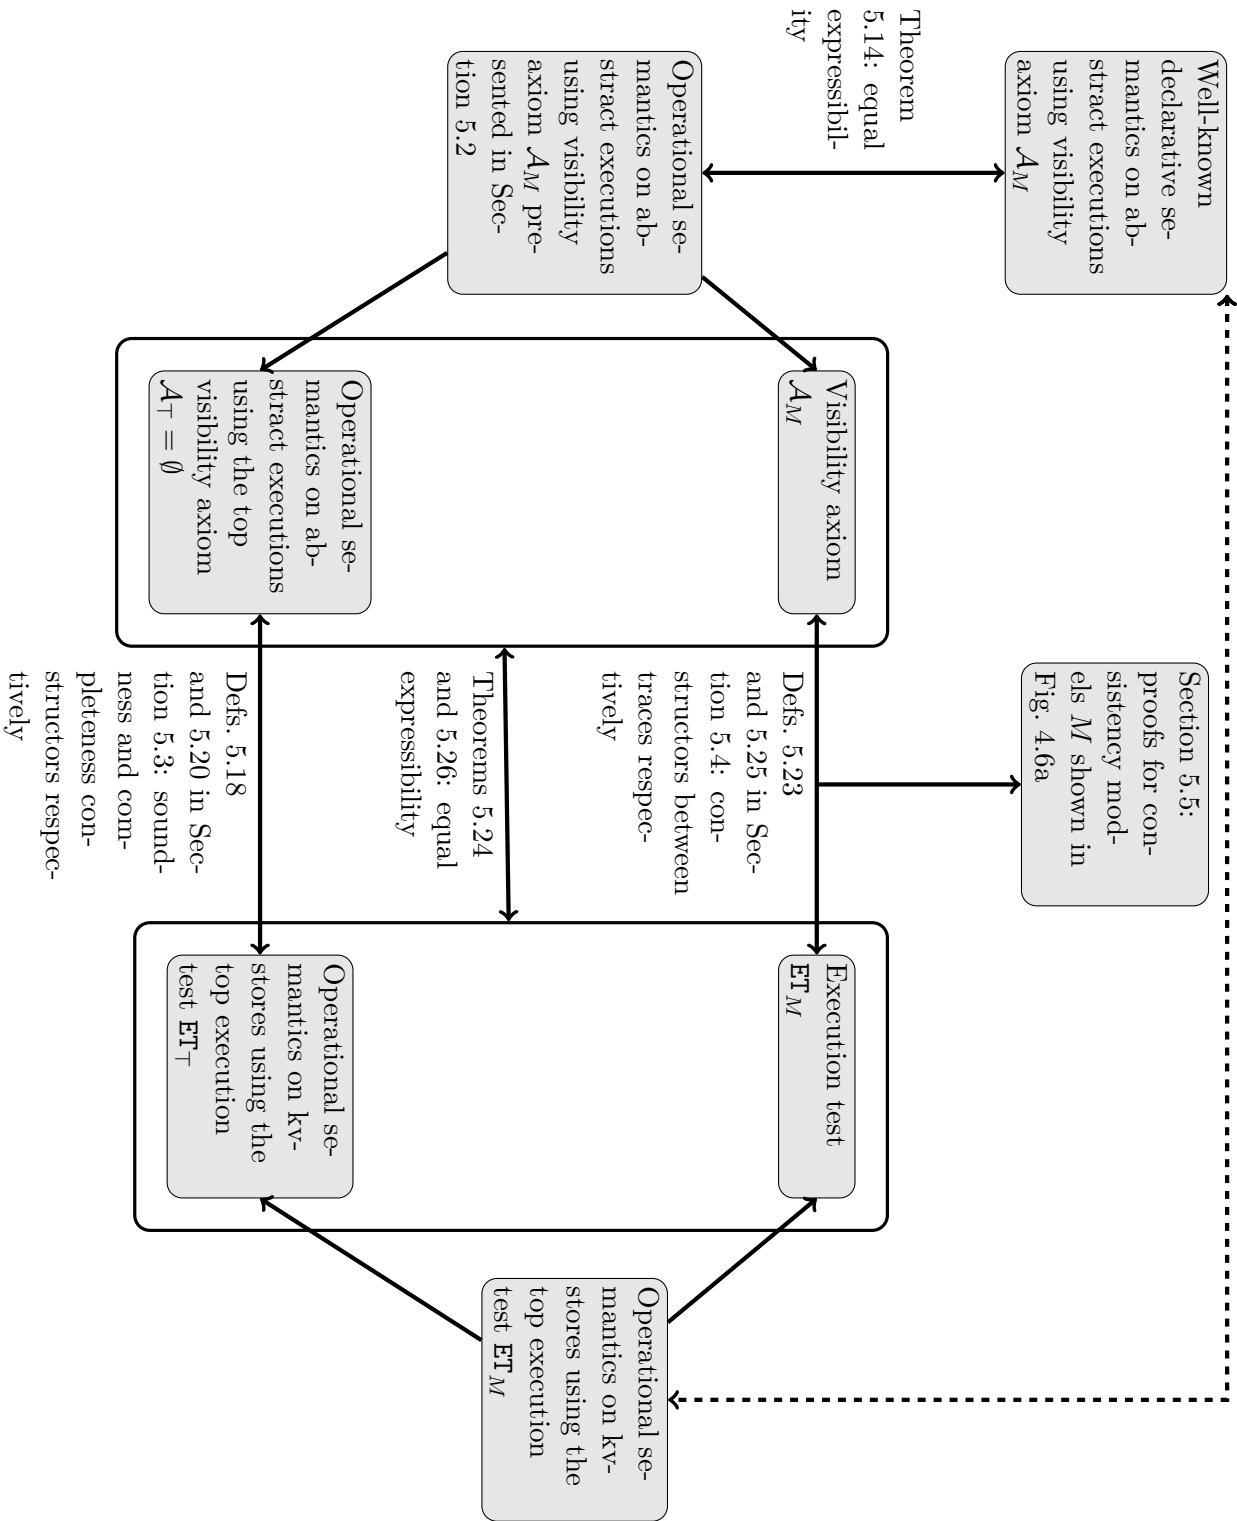 Well-known
declarative se-
mantics on ab-
stract executions
using visibility
axiom 𝒜_M
Theorem
5.14: equal
expressibil-
ity
Operational se-
mantics on ab-
stract executions
using visibility
axiom 𝒜_M pre-
sented in Sec-
tion 5.2
Visibility axiom
𝒜_M
Operational se-
mantics on ab-
stract executions
using the top
visibility axiom
𝒜_⊤ = ∅
Section 5.5:
proofs for con-
sistency mod-
els M shown in
Fig. 4.6a
Defs. 5.23
and 5.25 in Sec-
tion 5.4: con-
structors between
traces respec-
tively
Theorems 5.24
and 5.26: equal
expressibility
Defs. 5.18
and 5.20 in Sec-
tion 5.3: sound-
ness and com-
pleteness con-
structors respec-
tively
Execution test
ET_M
Operational se-
mantics on kv-
stores using the
top execution
test ET_⊤
Operational se-
mantics on kv-
stores using the
top execution
test ET_M